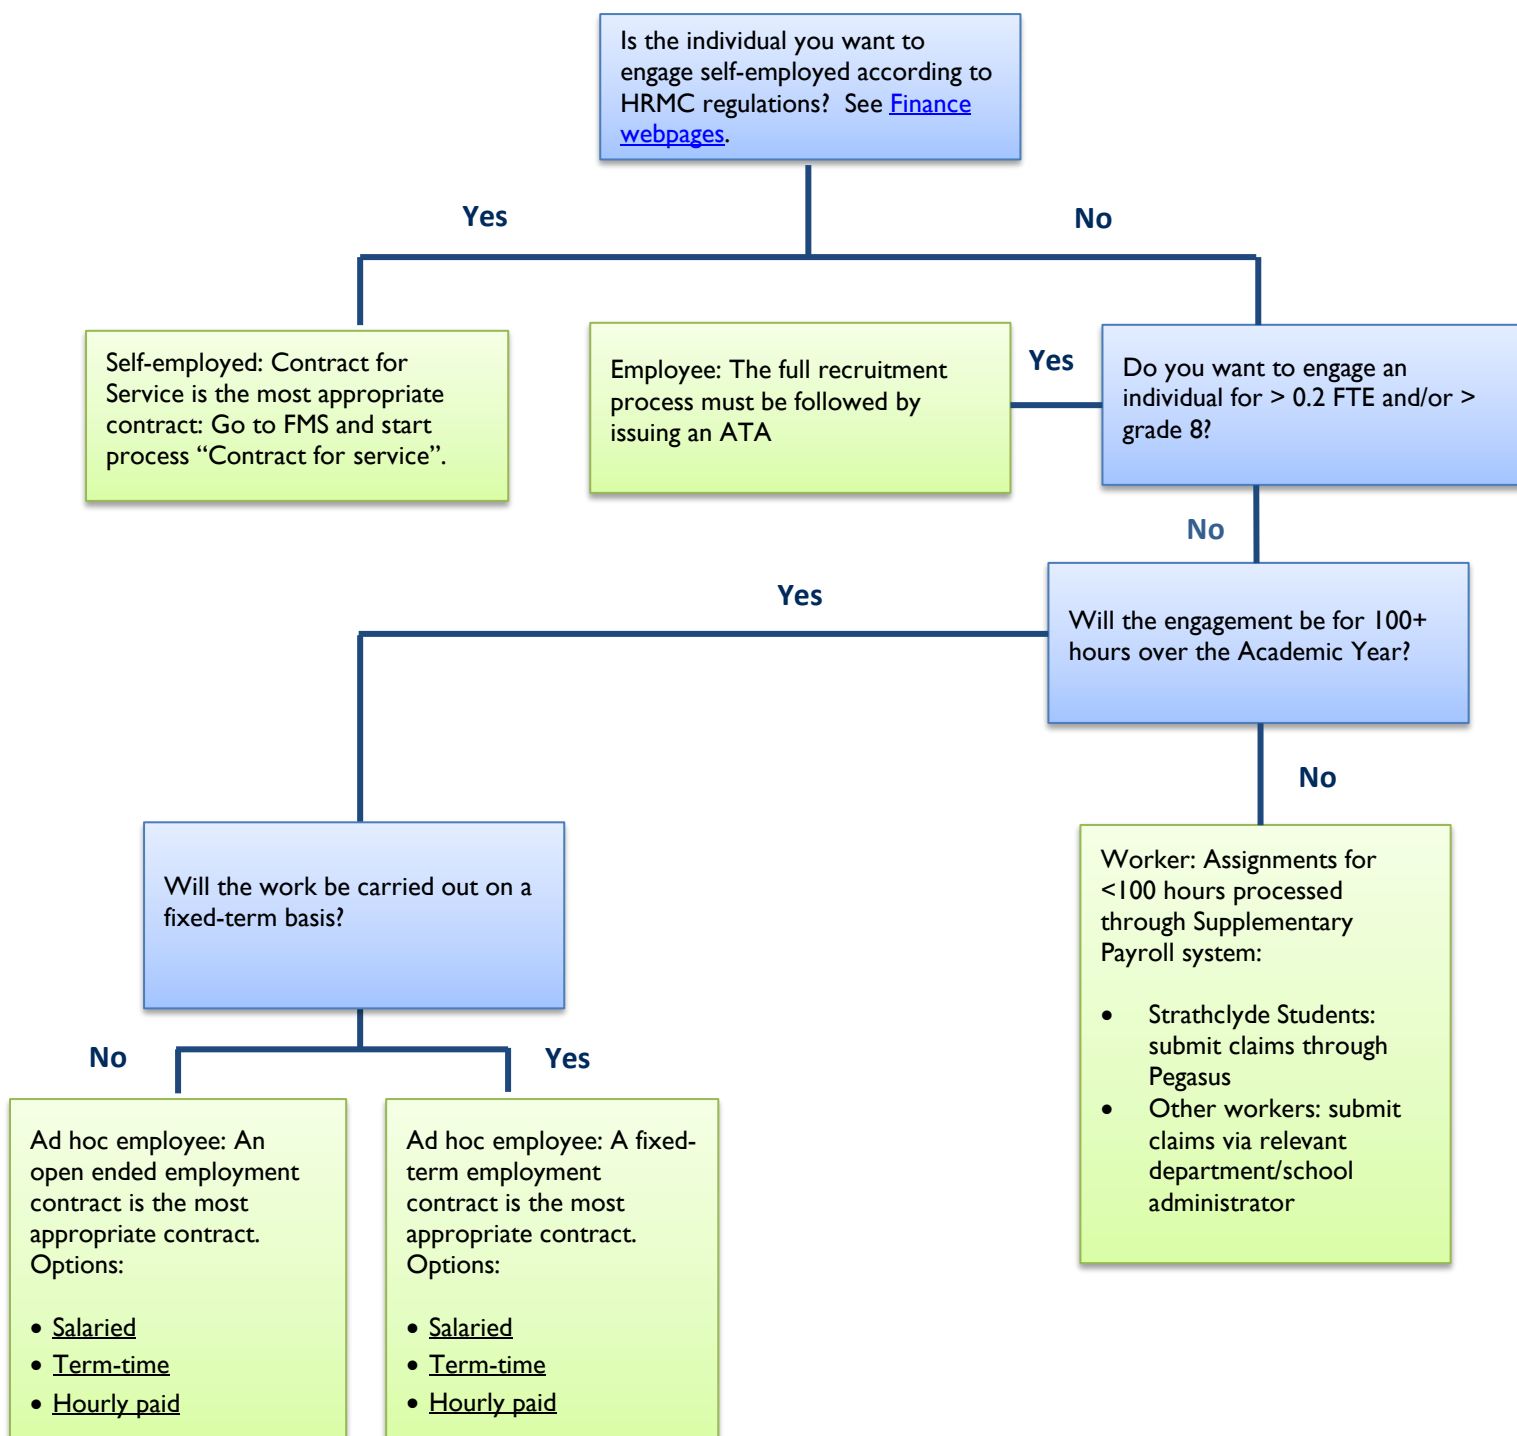 Is the individual you want to
engage self-employed according to
HRMC regulations?  See Finance
webpages.
Yes
No
Self-employed: Contract for
Service is the most appropriate
contract: Go to FMS and start
process “Contract for service”.
Employee: The full recruitment
process must be followed by
issuing an ATA
Yes
Do you want to engage an
individual for > 0.2 FTE and/or >
grade 8?
No
Yes
Will the engagement be for 100+
hours over the Academic Year?
No
Will the work be carried out on a
fixed-term basis?
Worker: Assignments for
<100 hours processed
through Supplementary
Payroll system:
• Strathclyde Students:
submit claims through
Pegasus
• Other workers: submit
claims via relevant
department/school
administrator
No
Yes
Ad hoc employee: An
open ended employment
contract is the most
appropriate contract.
Options:
• Salaried
• Term-time
• Hourly paid
Ad hoc employee: A fixed-
term employment
contract is the most
appropriate contract.
Options:
• Salaried
• Term-time
• Hourly paid